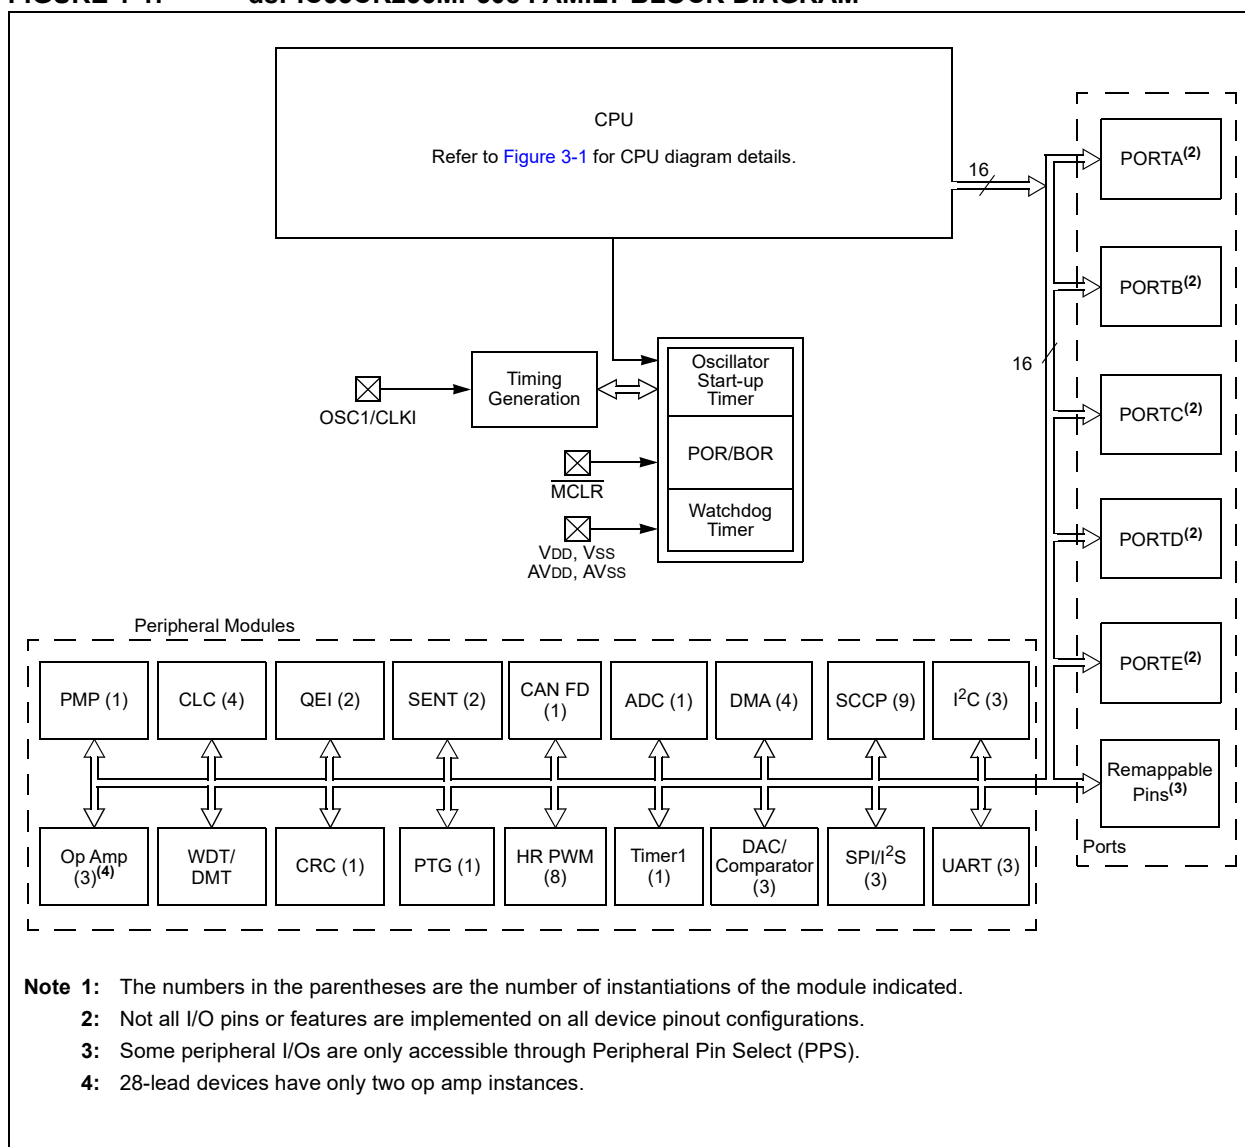 CPU
Refer to Figure 3-1 for CPU diagram details.
16
PORTA(2)
PORTB(2)
16
PORTC(2)
PORTD(2)
PORTE(2)
Remappable
Pins(3)
Ports
OSC1/CLKI
Timing
Generation
Oscillator
Start-up
Timer
POR/BOR
Watchdog
Timer
MCLR
VDD, VSS
AVDD, AVSS
Peripheral Modules
PMP (1)
CLC (4)
QEI (2)
SENT (2)
CAN FD
(1)
ADC (1)
DMA (4)
SCCP (9)
I2C (3)
Op Amp
(3)(4)
WDT/
DMT
CRC (1)
PTG (1)
HR PWM
(8)
Timer1
(1)
DAC/
Comparator
(3)
SPI/I2S
(3)
UART (3)
Note 1: The numbers in the parentheses are the number of instantiations of the module indicated.
2: Not all I/O pins or features are implemented on all device pinout configurations.
3: Some peripheral I/Os are only accessible through Peripheral Pin Select (PPS).
4: 28-lead devices have only two op amp instances.